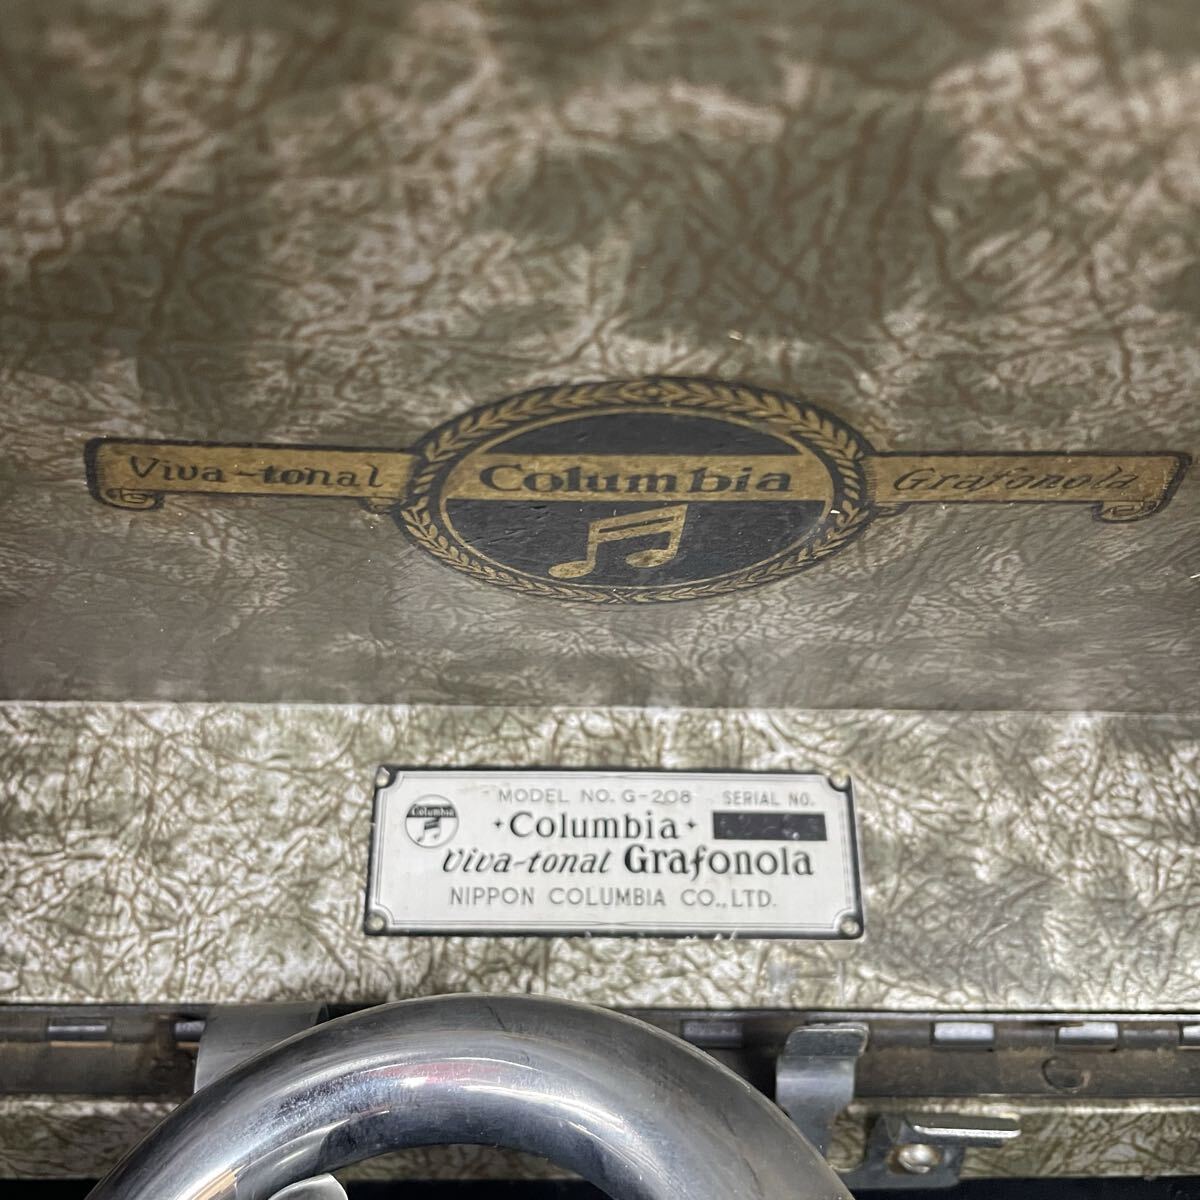 Viva-tonal Columbia Grafonola
MODEL NO. G-208 SERIAL NO.
Columbia
Columbia
Viva-tonal Grafonola
NIPPON COLUMBIA CO.,LTD.